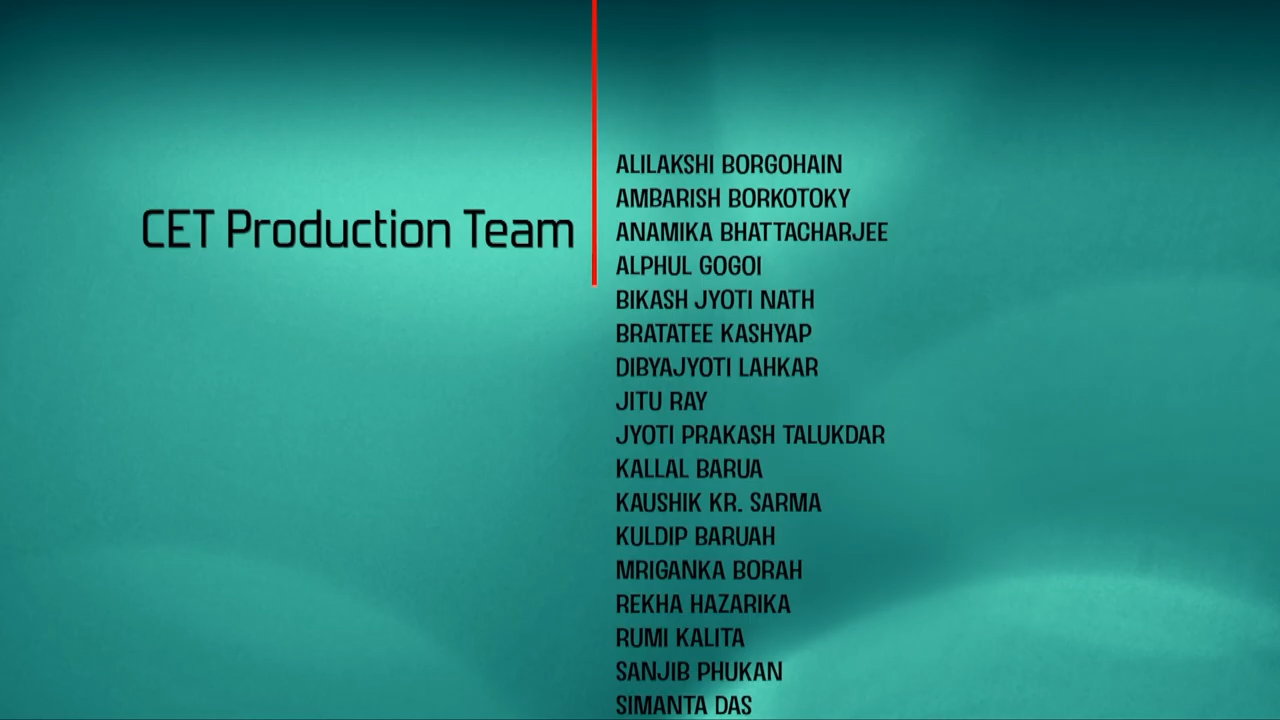 CET Production Team
ALILAKSHI BORGOHAIN
AMBARISH BORKOTOKY
ANAMIKA BHATTACHARJEE
ALPHUL GOGOI
BIKASH JYOTI NATH
BRATATEE KASHYAP
DIBYAJYOTI LAHKAR
JITU RAY
JYOTI PRAKASH TALUKDAR
KALLAL BARUA
KAUSHIK KR. SARMA
KULDIP BARUAH
MRIGANKA BORAH
REKHA HAZARIKA
RUMI KALITA
SANJIB PHUKAN
SIMANTA DAS